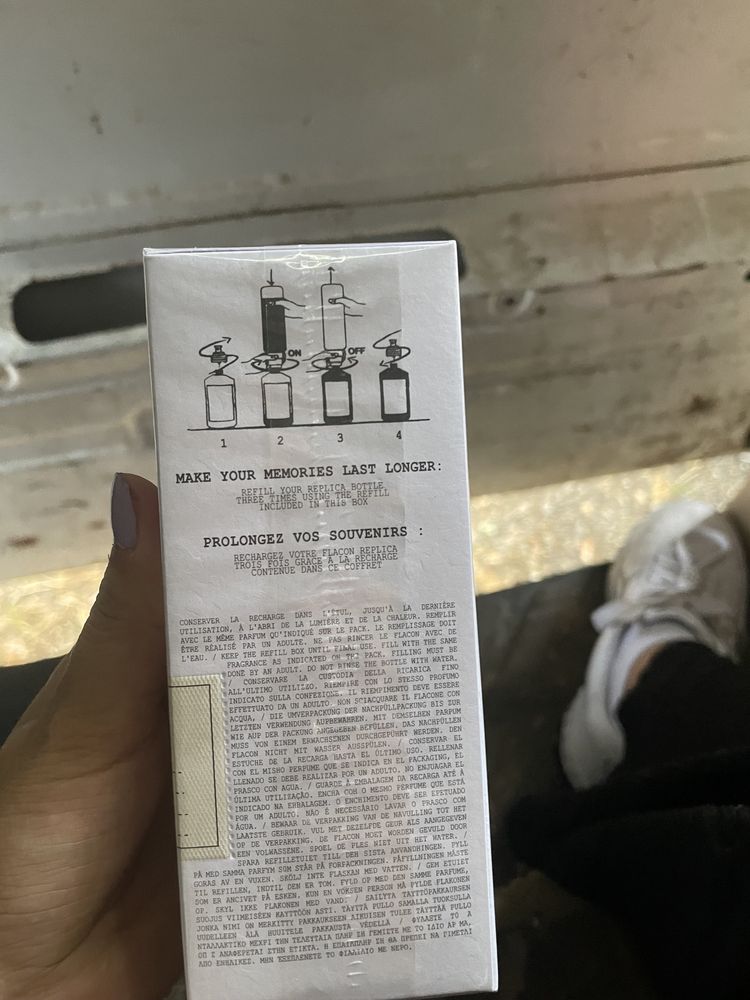 ON
OFF
1 2 3 4
MAKE YOUR MEMORIES LAST LONGER:
REFILL YOUR REPLICA BOTTLE
THREE TIMES USING THE REFILL
INCLUDED IN THIS BOX
PROLONGEZ VOS SOUVENIRS :
RECHARGEZ VOTRE FLACON REPLICA
TROIS FOIS GRACE À LA RECHARGE
CONTENUE DANS CE COFFRET
CONSERVER LA RECHARGE DANS L'ÉTUI, JUSQU'À LA DERNIÈRE
UTILISATION, À L'ABRI DE LA LUMIÈRE ET DE LA CHALEUR. REMPLIR
AVEC LE MÊME PARFUM QU'INDIQUÉ SUR LE PACK. LE REMPLISSAGE DOIT
ÊTRE RÉALISÉ PAR UN ADULTE. NE PAS RINCER LE FLACON AVEC DE
L'EAU. / KEEP THE REFILL BOX UNTIL FINAL USE. FILL WITH THE SAME
FRAGRANCE AS INDICATED ON THE PACK. FILLING MUST BE
DONE BY AN ADULT. DO NOT RINSE THE BOTTLE WITH WATER.
/ CONSERVARE LA CUSTODIA DELLA RICARICA FINO
ALL'ULTIMO UTILIZZO. RIEMPIRE CON LO STESSO PROFUMO
INDICATO SULLA CONFEZIONE. IL RIEMPIMENTO DEVE ESSERE
EFFETTUATO DA UN ADULTO. NON SCIACQUARE IL FLACONE CON
ACQUA. / DIE UMVERPACKUNG DER NACHFÜLLPACKUNG BIS ZUR
LETZTEN VERWENDUNG AUFBEWAHREN. MIT DEMSELBEN PARFUM
WIE AUF DER PACKUNG ANGEGEBEN BEFÜLLEN. DAS NACHFÜLLEN
MUSS VON EINEM ERWACHSENEN DURCHGEFÜHRT WERDEN. DEN
FLACON NICHT MIT WASSER AUSSPÜLEN. / CONSERVAR EL
ESTUCHE DE LA RECARGA HASTA EL ÚLTIMO USO. RELLENAR
CON EL MISMO PERFUME QUE SE INDICA EN EL PACKAGING, EL
LLENADO SE DEBE REALIZAR POR UN ADULTO. NO ENJUAGAR EL
FRASCO CON AGUA. / GUARDE A EMBALAGEM DA RECARGA ATÉ À
ÚLTIMA UTILIZAÇÃO. ENCHA COM O MESMO PERFUME QUE ESTÁ
INDICADO NA EMBALAGEM. O ENCHIMENTO DEVE SER EFETUADO
POR UM ADULTO. NÃO É NECESSÁRIO LAVAR O FRASCO COM
ÁGUA. / BEWAAR DE VERPAKKING VAN DE NAVULLING TOT HET
LAATSTE GEBRUIK. VUL MET DEZELFDE GEUR ALS AANGEGEVEN
OP DE VERPAKKING. DE FLACON MOET WORDEN GEVULD DOOR
EEN VOLWASSENE. SPOEL DE FLES NIET UIT MET WATER. /
SPARA REFILLETUIET TILL DEN SISTA ANVÄNDNINGEN. FYLL
PÅ MED SAMMA PARFYM SOM STÅR PÅ FÖRPACKNINGEN. PÅFYLLNINGEN MÅSTE
GÖRAS AV EN VUXEN. SKÖLJ INTE FLASKAN MED VATTEN. / GEM ETUIET
TIL REFILLEN, INDTIL DEN ER TOM. FYLD OP MED DEN SAMME PARFUME,
SOM ER ANGIVET PÅ ESKEN. KUN EN VOKSEN PERSON MÅ FYLDE FLAKONEN
OP. SKYL IKKE FLAKONEN MED VAND. / SÄILYTÄ TÄYTTÖPAKKAUKSEN
SUOJUS VIIMEISEEN KÄYTTÖÖN ASTI. TÄYTTÄ PULLO SAMALLA TUOKSULLA
JONKA NIMI ON MERKITTY PAKKAUKSEEN AIKUISEN TULEE TÄYTTÄÄ PULLO
UUDELLEEN ÄLÄ HUUHTELE PAKKAUSTA VEDELLÄ / ΦΥΛΑΞΤΕ ΤΟ
ΜΕΧΡΙ ΤΗΝ ΤΕΛΕΥΤΑΙΑ ΓΕΜΙΣΤΕ ΜΕ ΤΟ ΙΔΙΟ
ΑΝΑΦΕΡΕΤΑΙ ΣΤΗΝ ΕΤΙΚΕΤΑ. Η ΠΡΕΠΕΙ ΝΑ ΓΙΝΕΤΑΙ
ΑΠΟ ΕΝΗΛΙΚΕΣ. ΜΗΝ ΞΕΠΛΕΝΕΤΕ ΤΟ ΦΙΑΛΙΔΙΟ ΜΕ ΝΕΡΟ.